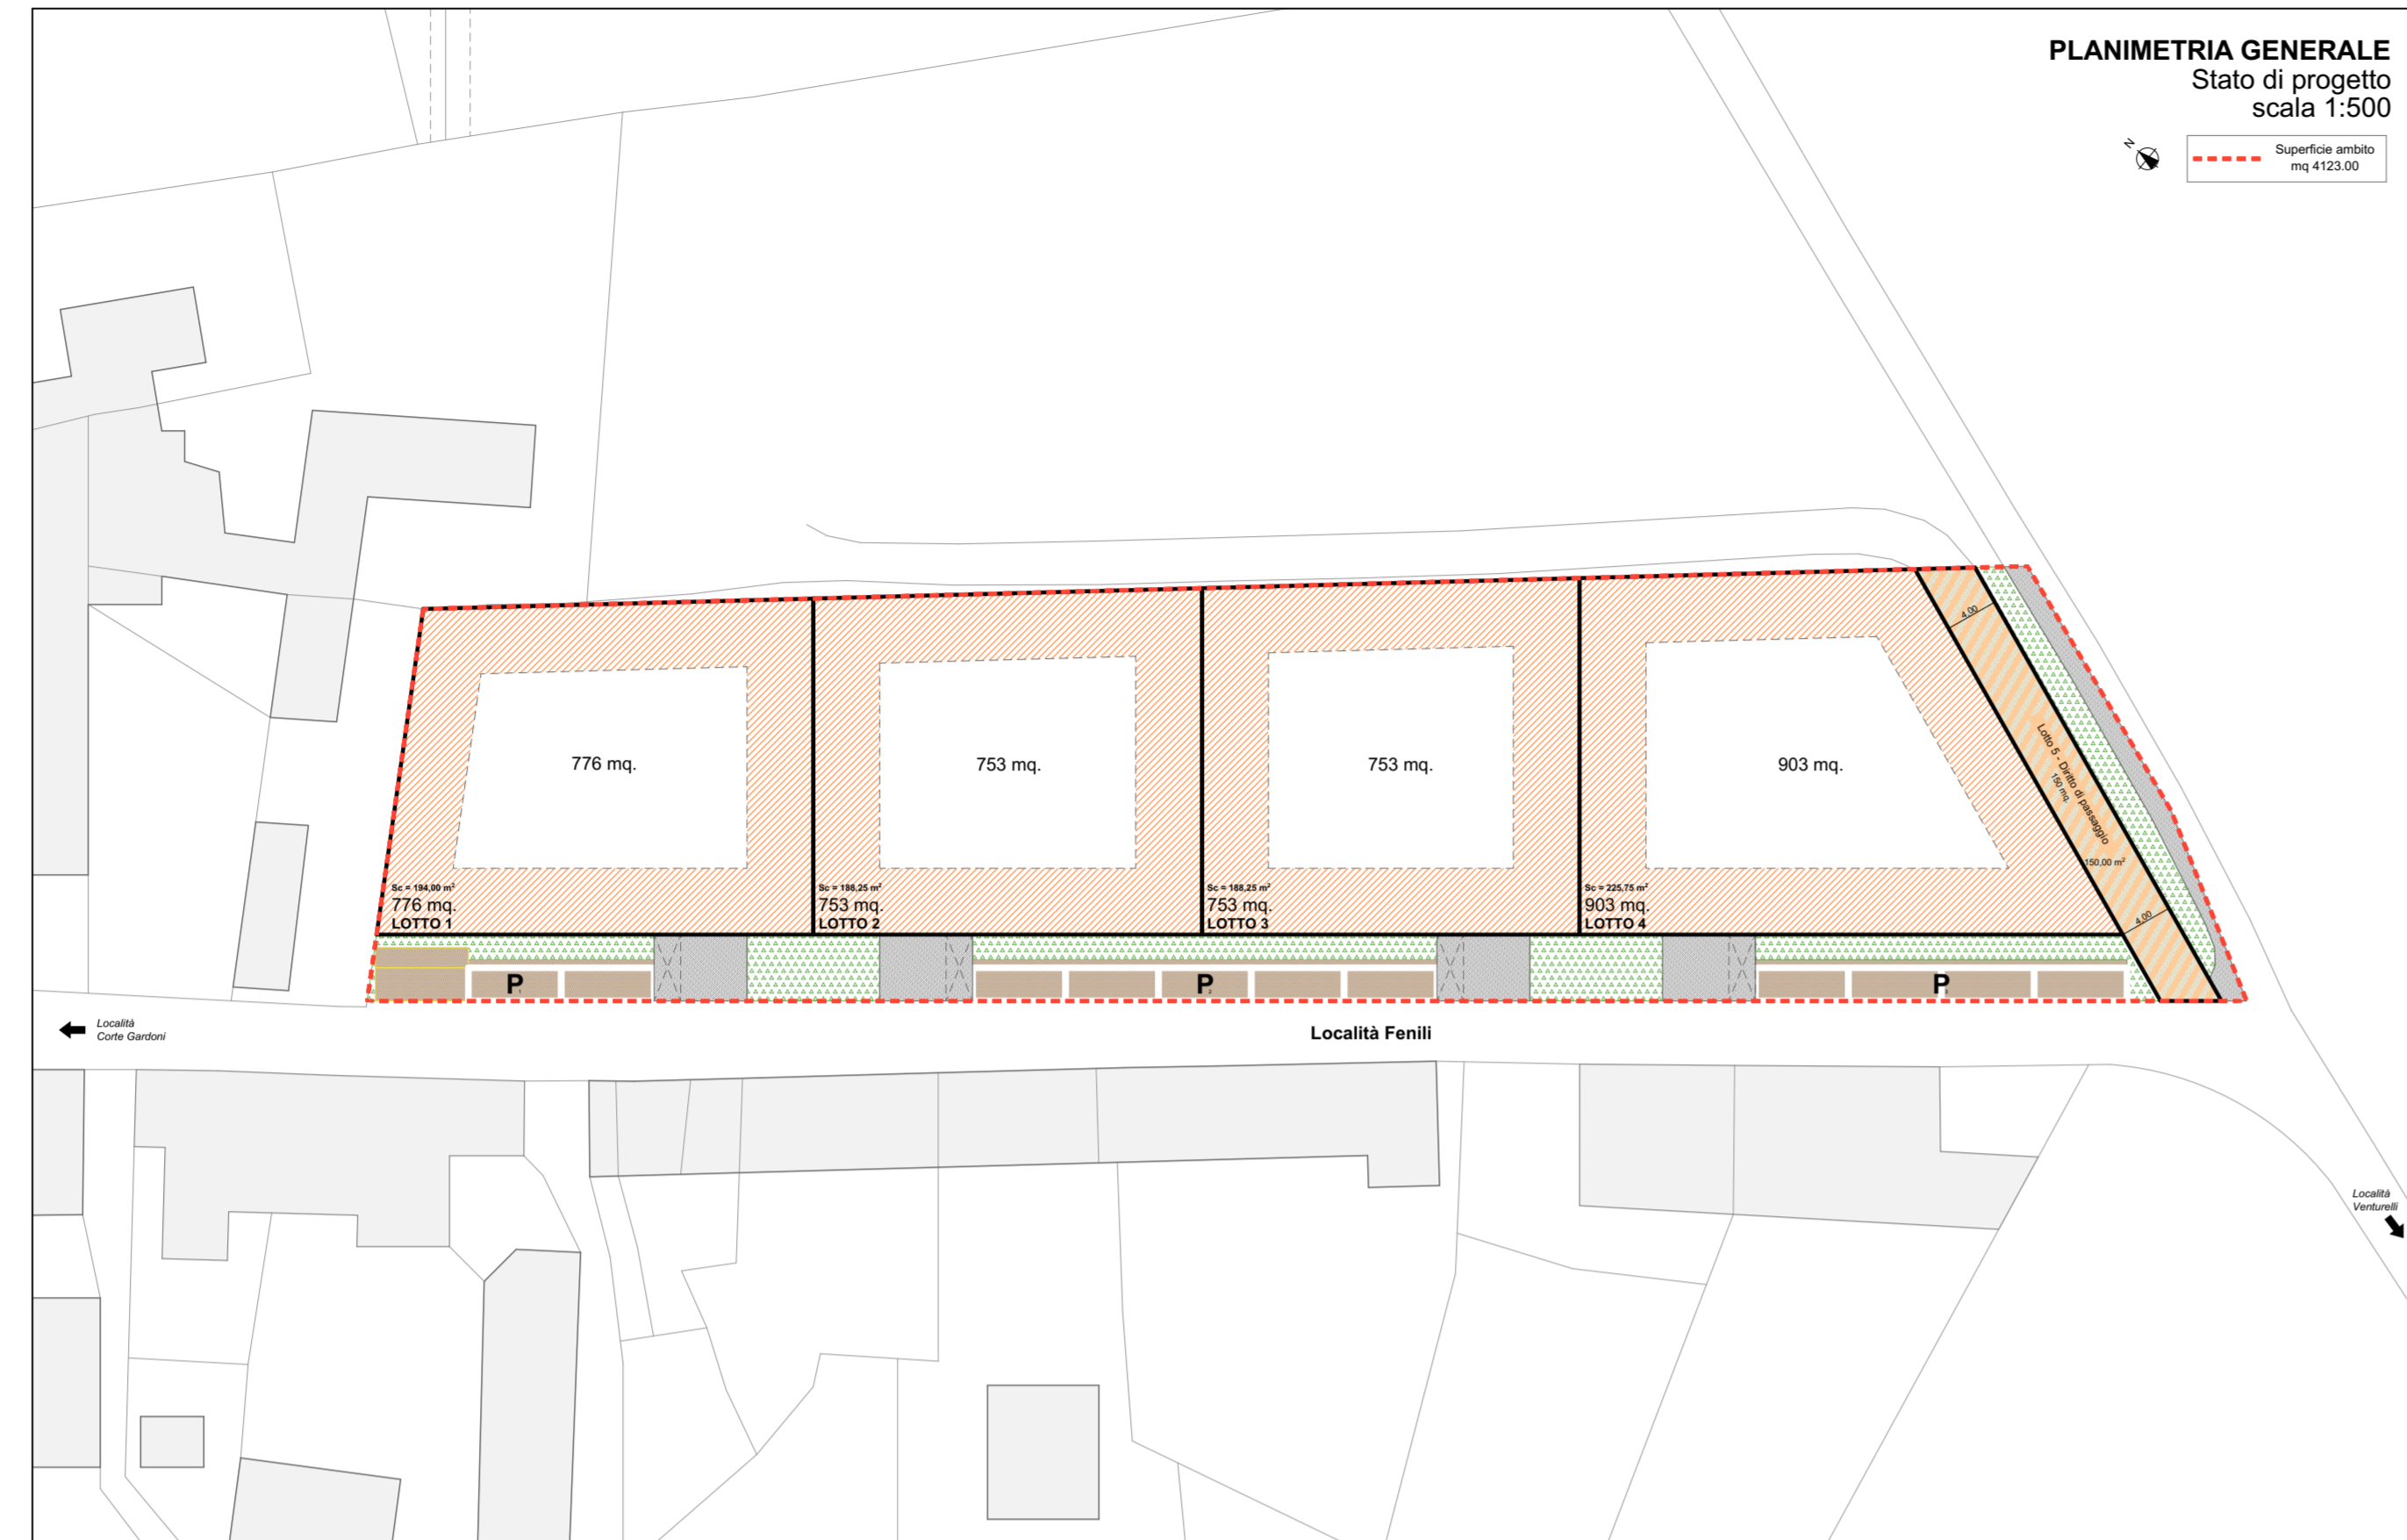 PLANIMETRIA GENERALE
Stato di progetto
scala 1:500
N
Superficie ambito
mq 4123.00
4.00
776 mq.
753 mq.
753 mq.
903 mq.
Lotto 5 - Diritto di passaggio
150 mq.
150,00 m²
4.00
Sc = 194,00 m²
776 mq.
LOTTO 1
Sc = 188,25 m²
753 mq.
LOTTO 2
Sc = 188,25 m²
753 mq.
LOTTO 3
Sc = 225,75 m²
903 mq.
LOTTO 4
P
1
P
2
P
3
Località
Corte Gardoni
Località Fenili
Località
Venturelli